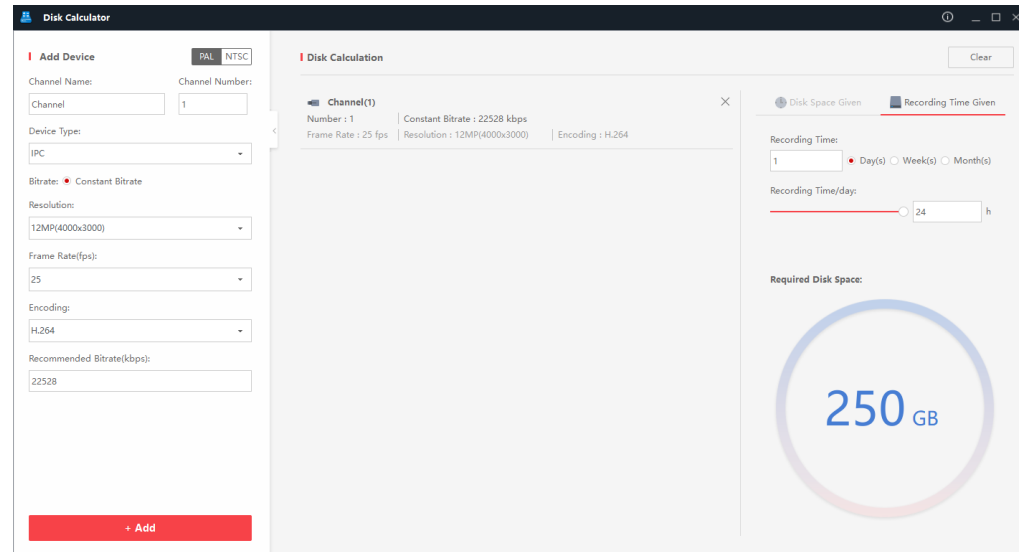 Disk Calculator
Add Device
PAL NTSC
Channel Name: Channel Number:
Channel 1
Device Type:
IPC
Bitrate: Constant Bitrate
Resolution:
12MP(4000x3000)
Frame Rate(fps):
25
Encoding:
H.264
Recommended Bitrate(kbps):
22528
+ Add
Disk Calculation
Clear
Channel(1)
Number : 1 Constant Bitrate : 22528 kbps
Frame Rate : 25 fps Resolution : 12MP(4000x3000) Encoding : H.264
Disk Space Given Recording Time Given
Recording Time:
1 Day(s) Week(s) Month(s)
Recording Time/day:
24 h
Required Disk Space:
250 GB